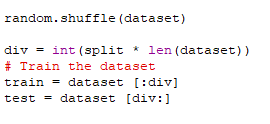 random.shuffle(dataset)
div = int(split * len(dataset))
# Train the dataset
train = dataset [:div]
test = dataset [div:]